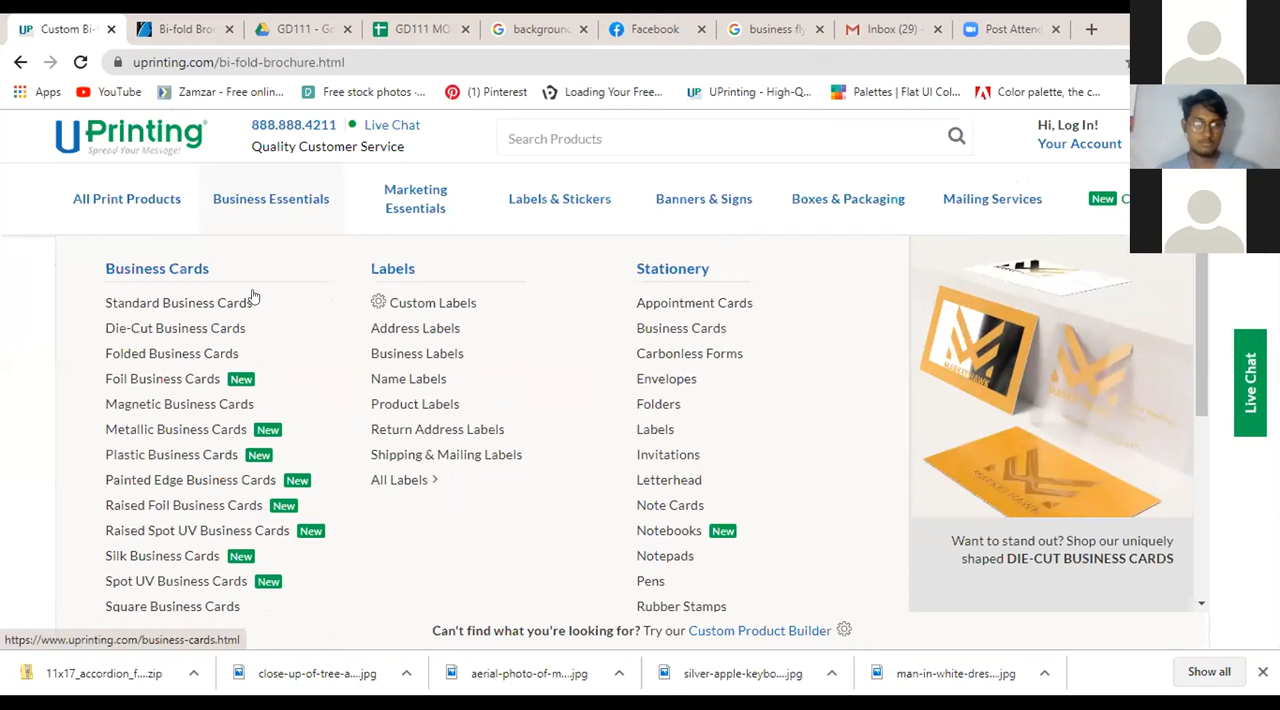 Custom Bi-
Bi-fold Broc
GD111 - Go
GD111 MO
background
Facebook
business fly
Inbox (29) -
Post Attend
uprinting.com/bi-fold-brochure.html
Apps
YouTube
Zamzar - Free onlin...
Free stock photos ·...
(1) Pinterest
Loading Your Free...
UPrinting - High-Q...
Palettes | Flat UI Col...
Color palette, the c...
UPrinting
Spread Your Message!
888.888.4211
Live Chat
Quality Customer Service
Search Products
Hi, Log In!
Your Account
All Print Products
Business Essentials
Marketing Essentials
Labels & Stickers
Banners & Signs
Boxes & Packaging
Mailing Services
New C
Business Cards
Standard Business Cards
Die-Cut Business Cards
Folded Business Cards
Foil Business Cards New
Magnetic Business Cards
Metallic Business Cards New
Plastic Business Cards New
Painted Edge Business Cards New
Raised Foil Business Cards New
Raised Spot UV Business Cards New
Silk Business Cards New
Spot UV Business Cards New
Square Business Cards
Labels
Custom Labels
Address Labels
Business Labels
Name Labels
Product Labels
Return Address Labels
Shipping & Mailing Labels
All Labels >
Stationery
Appointment Cards
Business Cards
Carbonless Forms
Envelopes
Folders
Labels
Invitations
Letterhead
Note Cards
Notebooks New
Notepads
Pens
Rubber Stamps
MARKET HAWK
Want to stand out? Shop our uniquely
shaped DIE-CUT BUSINESS CARDS
Live Chat
Can't find what you're looking for? Try our Custom Product Builder
https://www.uprinting.com/business-cards.html
11x17_accordion_f....zip
close-up-of-tree-a....jpg
aerial-photo-of-m....jpg
silver-apple-keybo....jpg
man-in-white-dres....jpg
Show all